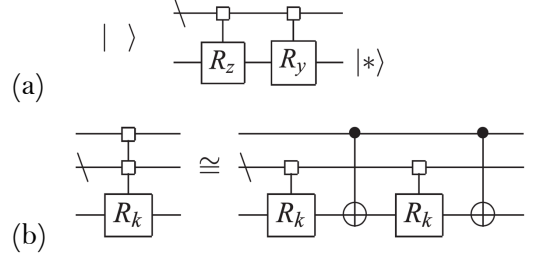 | ⟩
R_z R_y |∗⟩
(a)
≅
R_k R_k R_k
(b)